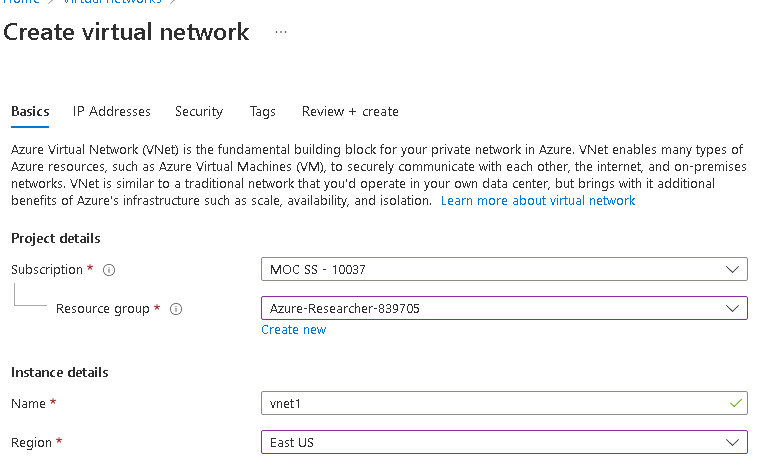 Home > Virtual networks >
Create virtual network ...
Basics IP Addresses Security Tags Review + create
Azure Virtual Network (VNet) is the fundamental building block for your private network in Azure. VNet enables many types of
Azure resources, such as Azure Virtual Machines (VM), to securely communicate with each other, the internet, and on-premises
networks. VNet is similar to a traditional network that you'd operate in your own data center, but brings with it additional
benefits of Azure's infrastructure such as scale, availability, and isolation. Learn more about virtual network
Project details
Subscription * MOC SS - 10037
Resource group * Azure-Researcher-839705
Create new
Instance details
Name * vnet1
Region * East US